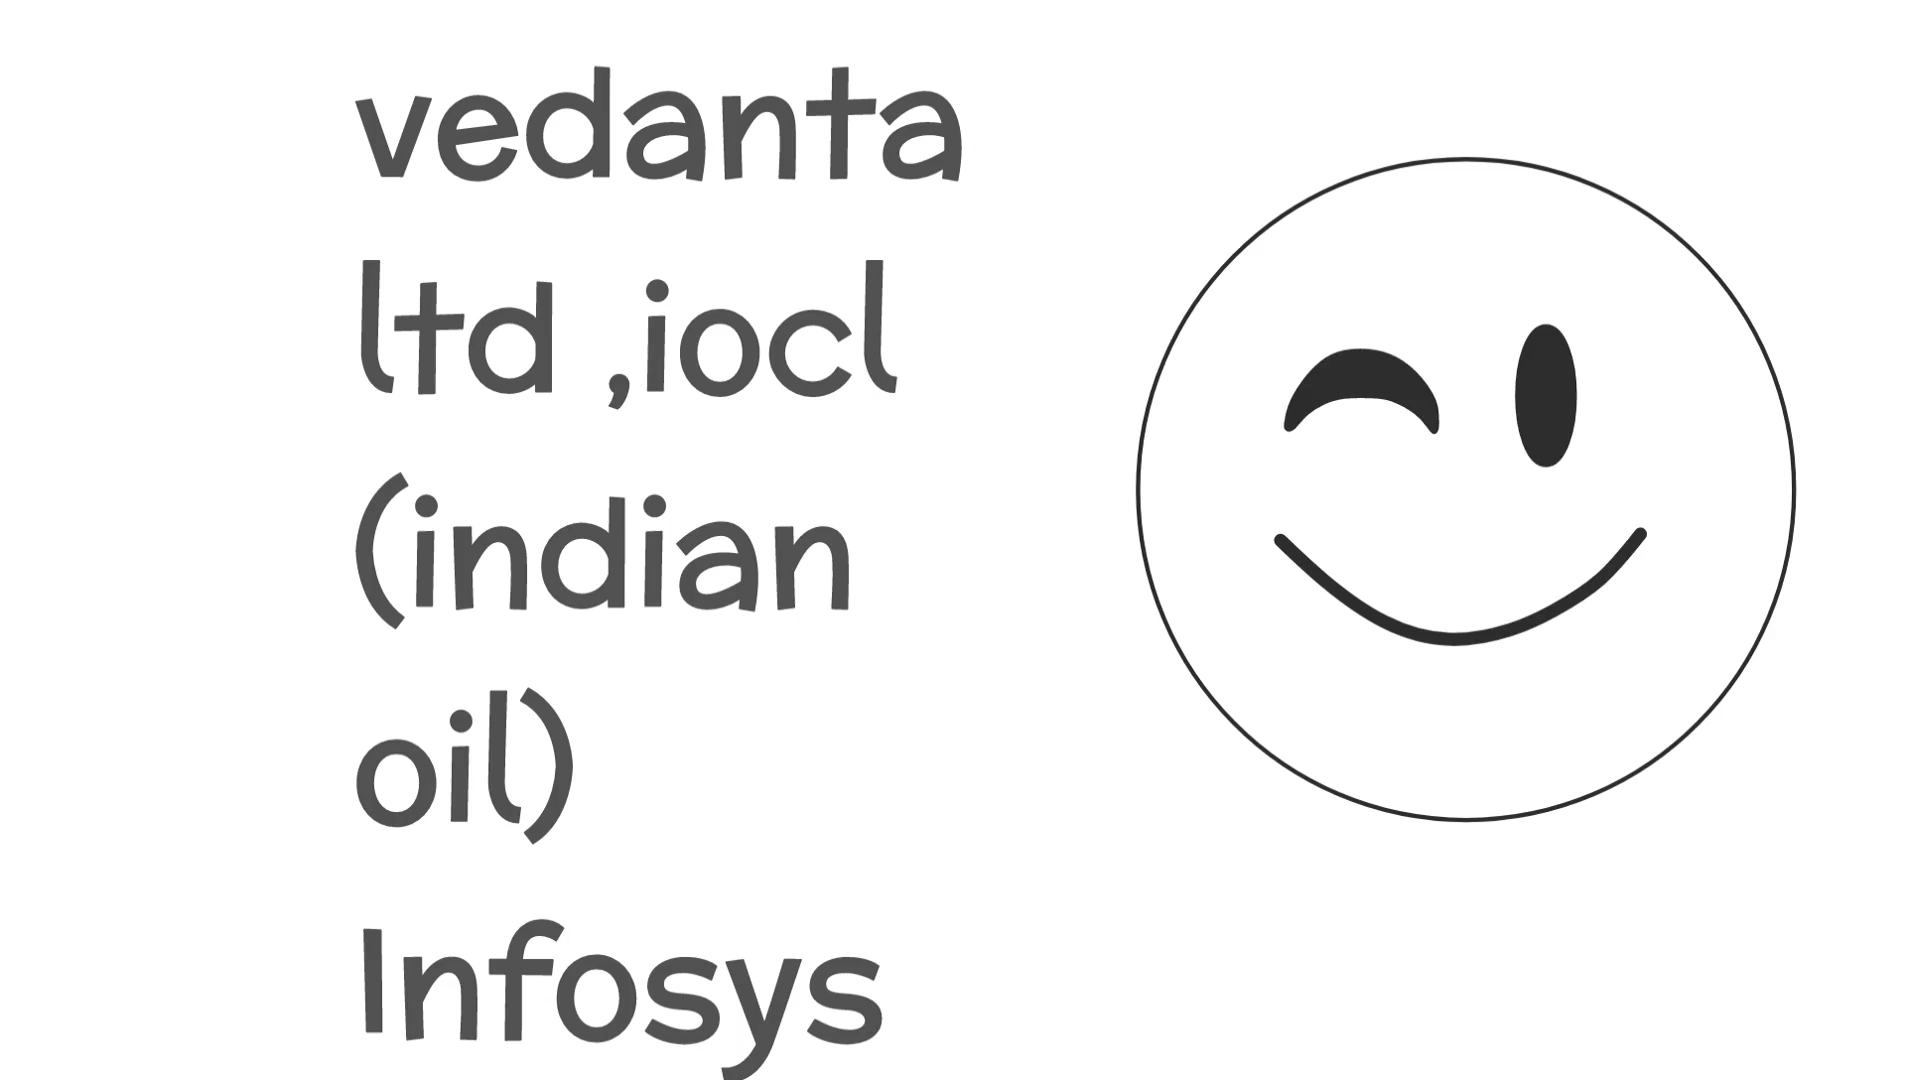 vedanta
ltd ,iocl
(indian
oil)
Infosys